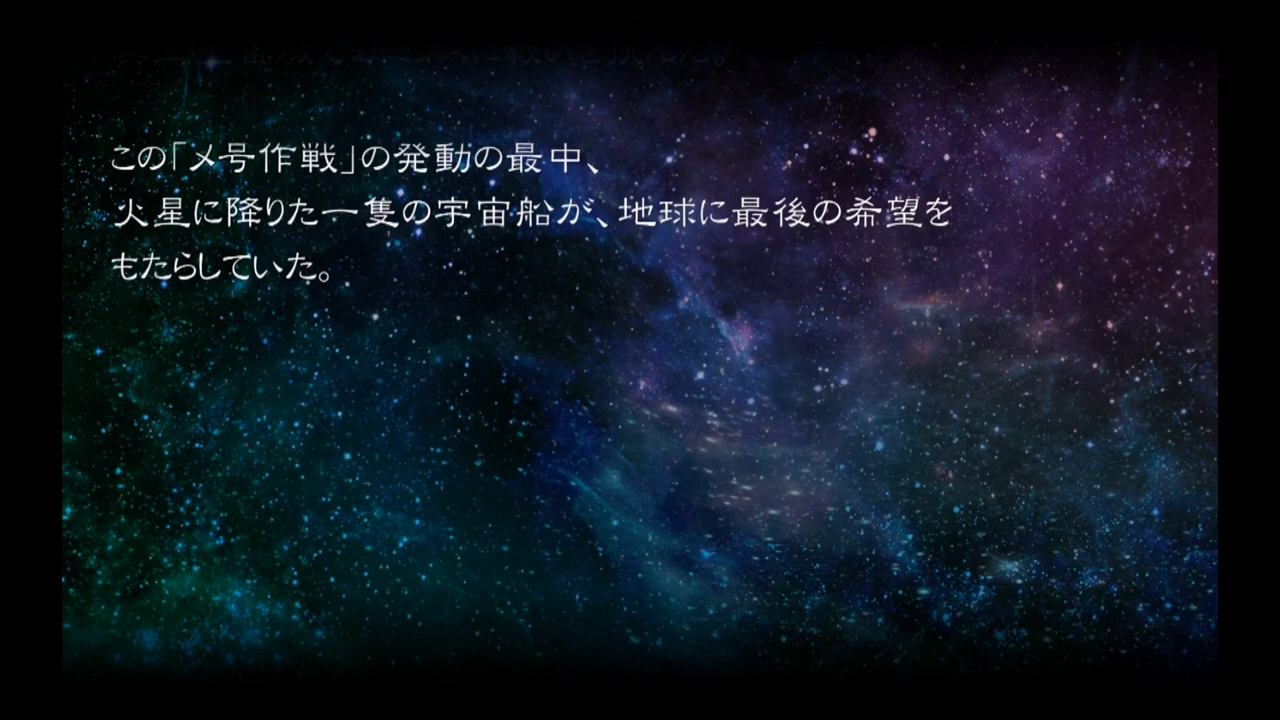 この「メ号作戦」の発動の最中、
火星に降りた一隻の宇宙船が、地球に最後の希望を
もたらしていた。